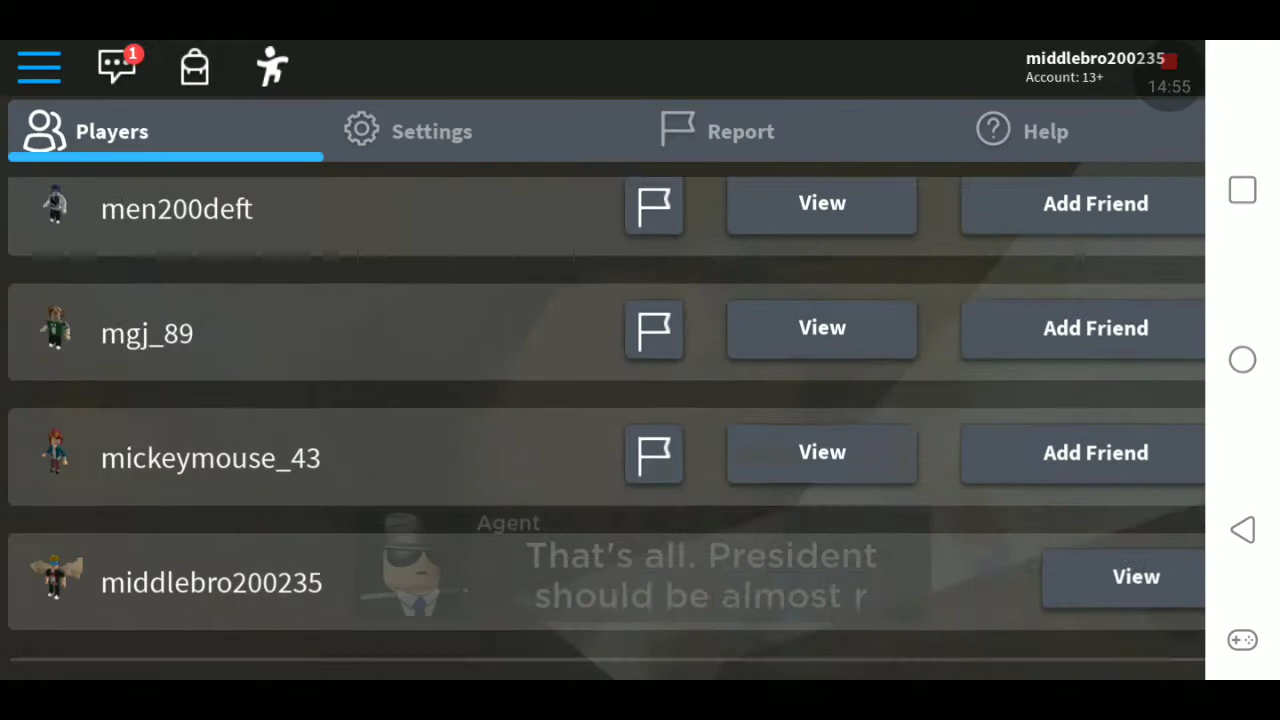 1
middlebro200235
Account: 13+
14:55
Players Settings Report Help
men200deft View Add Friend
mgj_89 View Add Friend
mickeymouse_43 View Add Friend
Agent
That's all. President
should be almost r
middlebro200235 View